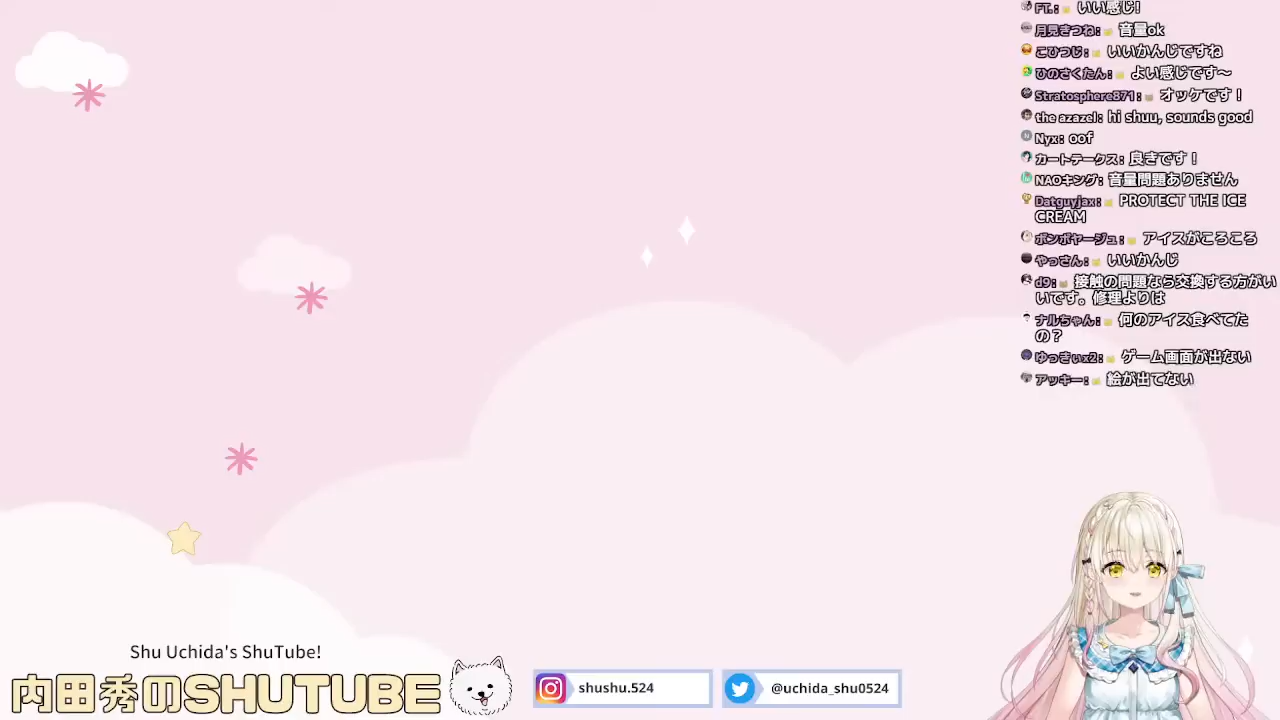 FT.: いい感じ!
月見きつね: 音量ok
こひつじ: いいかんじですね
ひのさくたん: よい感じです〜
Stratosphere871: オッケです！
the azazel: hi shuu, sounds good
Nyx: oof
カートテークス: 良きです！
NAOキング: 音量問題ありません
Datguyjax: PROTECT THE ICE
CREAM
ボンボヤージュ: アイスがころころ
やっさん: いいかんじ
d9: 接触の問題なら交換する方がい
いです。修理よりは
ナルちゃん: 何のアイス食べてた
の？
ゆっきぃx2: ゲーム画面が出ない
アッキー: 絵が出てない
Shu Uchida's ShuTube!
内田秀のSHUTUBE
shushu.524
@uchida_shu0524